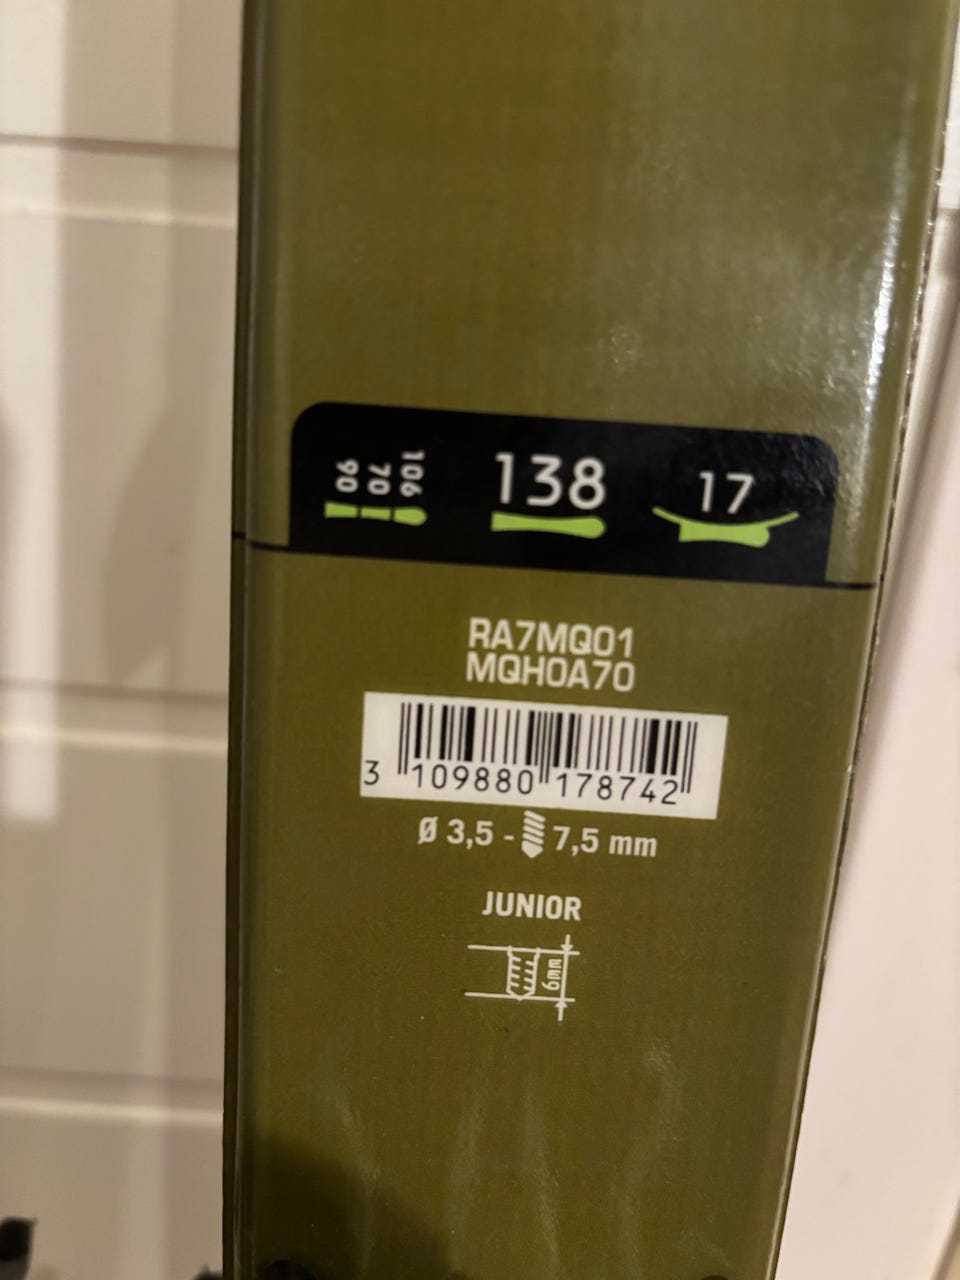 90
70
106
138
17
RA7MQ01
MQH0A70
3 109880 178742
Ø 3,5 - 7,5 mm
JUNIOR
6mm